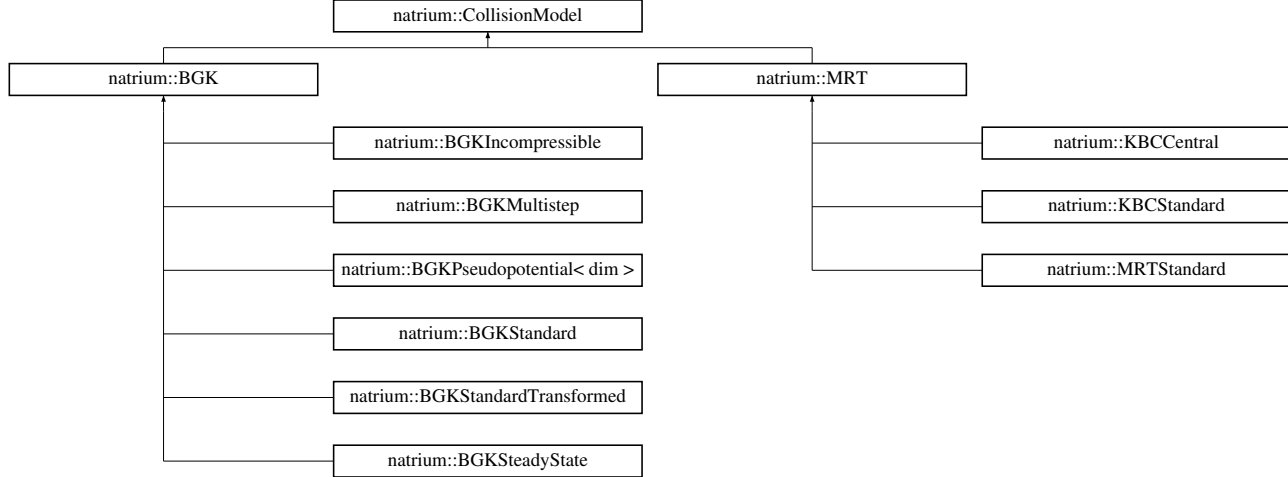 natrium::CollisionModel
natrium::BGK
natrium::MRT
natrium::BGKIncompressible
natrium::KBCCentral
natrium::BGKMultistep
natrium::KBCStandard
natrium::BGKPseudopotential< dim >
natrium::MRTStandard
natrium::BGKStandard
natrium::BGKStandardTransformed
natrium::BGKSteadyState